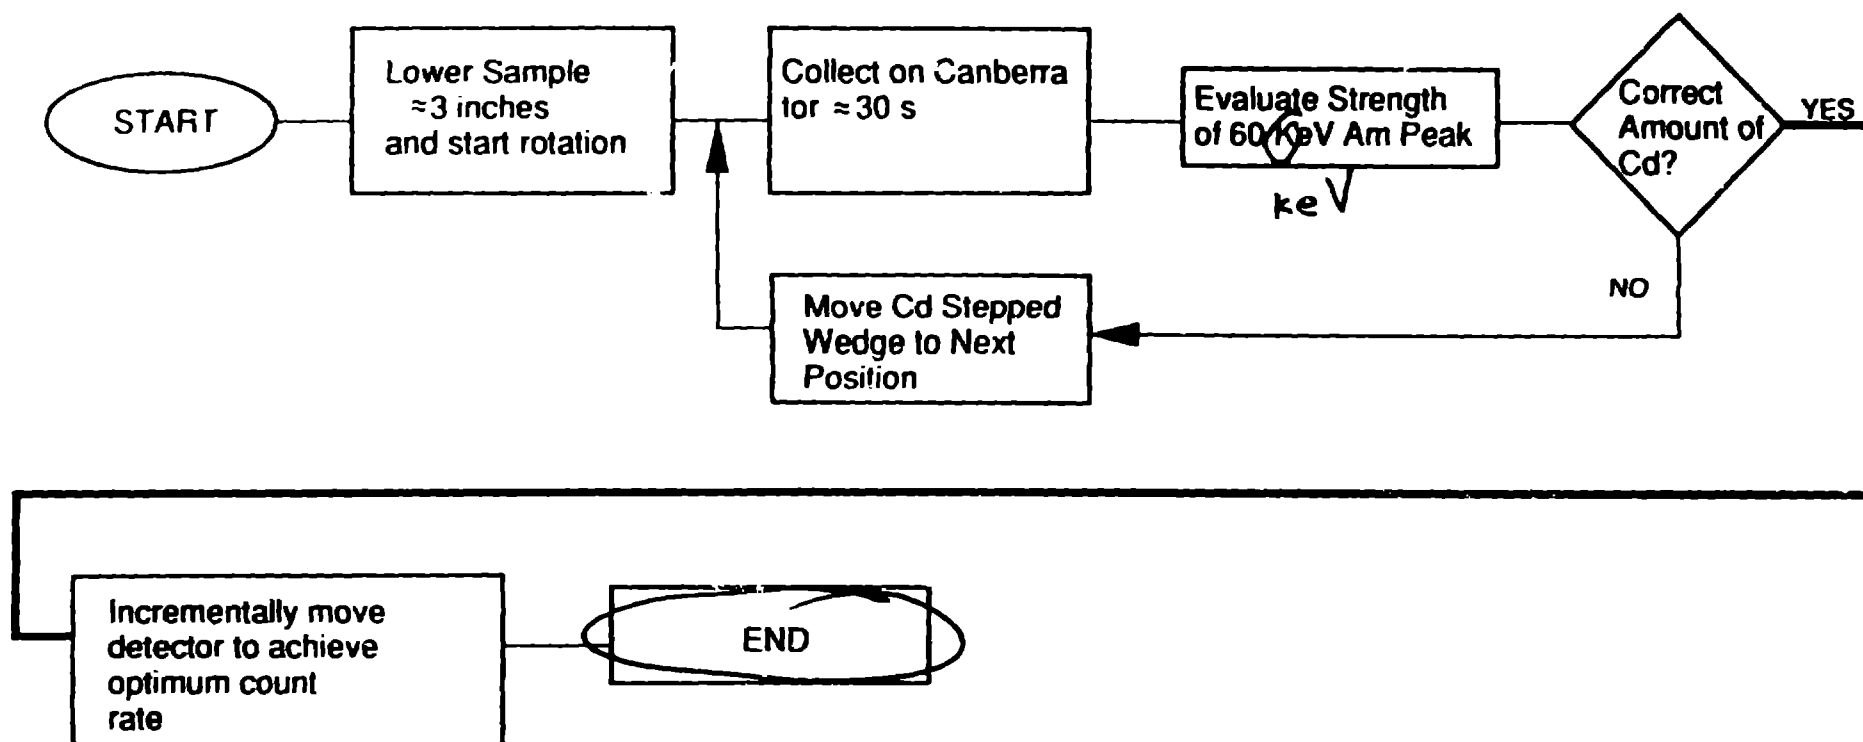 START
Lower Sample
≈3 inches
and start rotation
Collect on Canberra
for ≈30 s
Evaluate Strength
of 60 KeV Am Peak
keV
Correct
Amount of
Cd?
YES
NO
Move Cd Stepped
Wedge to Next
Position
Incrementally move
detector to achieve
optimum count
rate
END